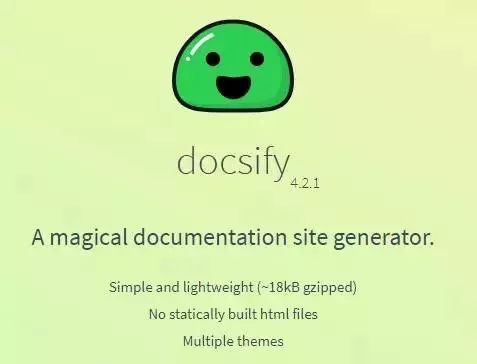 docsify
4.2.1
A magical documentation site generator.
Simple and lightweight (~18kB gzipped)
No statically built html files
Multiple themes